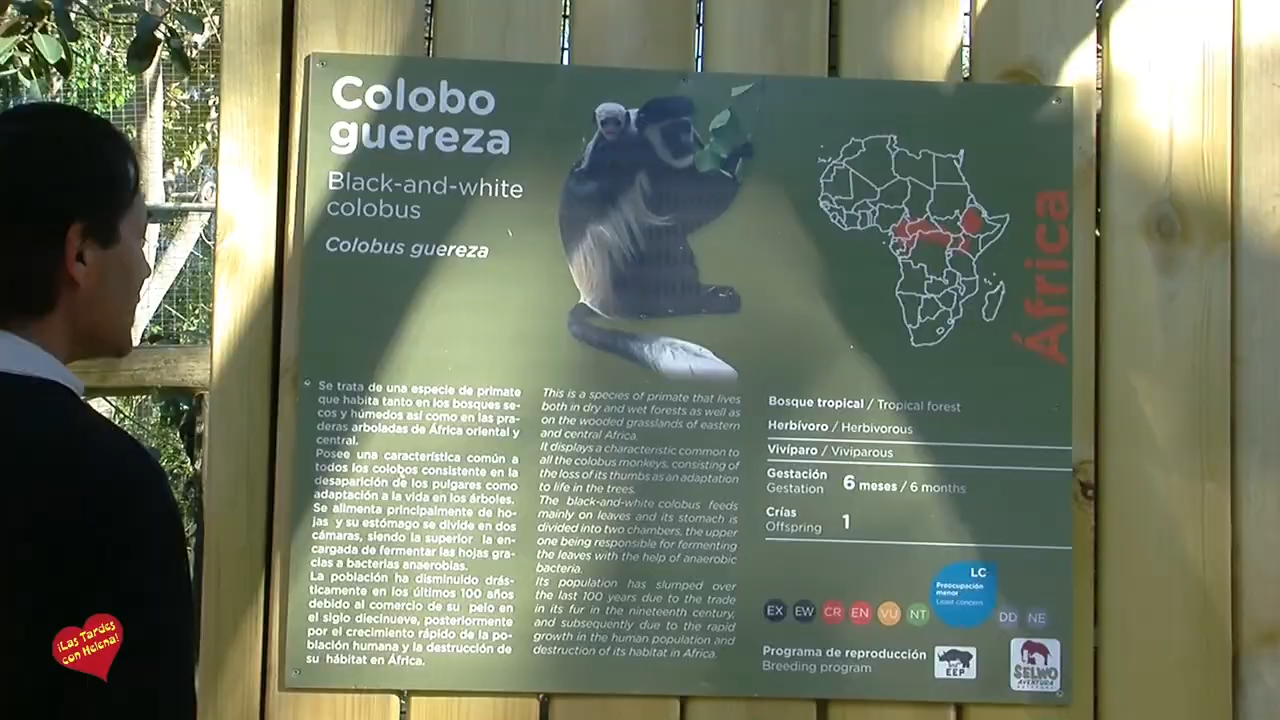 Colobo
guereza
Black-and-white
colobus
Colobus guereza
África
Se trata de una especie de primate
que habita tanto en los bosques se-
cos y húmedos así como en las pra-
deras arboladas de África oriental y
central.
Posee una característica común a
todos los colobos consistente en la
desaparición de los pulgares como
adaptación a la vida en los árboles.
Se alimenta principalmente de ho-
jas y su estómago se divide en dos
cámaras, siendo la superior la en-
cargada de fermentar las hojas gra-
cias a bacterias anaerobias.
La población ha disminuido drás-
ticamente en los últimos 100 años
debido al comercio de su pelo en
el siglo diecinueve, posteriormente
por el crecimiento rápido de la po-
blación humana y la destrucción de
su hábitat en África.
This is a species of primate that lives
both in dry and wet forests as well as
on the wooded grasslands of eastern
and central Africa.
It displays a characteristic common to
all the colobus monkeys, consisting of
the loss of its thumbs as an adaptation
to life in the trees.
The black-and-white colobus feeds
mainly on leaves and its stomach is
divided into two chambers, the upper
one being responsible for fermenting
the leaves with the help of anaerobic
bacteria.
Its population has slumped over
the last 100 years due to the trade
in its fur in the nineteenth century,
and subsequently due to the rapid
growth in the human population and
destruction of its habitat in Africa.
Bosque tropical / Tropical forest
Herbívoro / Herbivorous
Vivíparo / Viviparous
Gestación
Gestation
6 meses / 6 months
Crías
Offspring
1
LC
Preocupación
menor
Least concern
EX EW CR EN VU NT DD NE
Programa de reproducción
Breeding program
EEP
SELWO
AVENTURA
¡Las Tardes
con Helena!